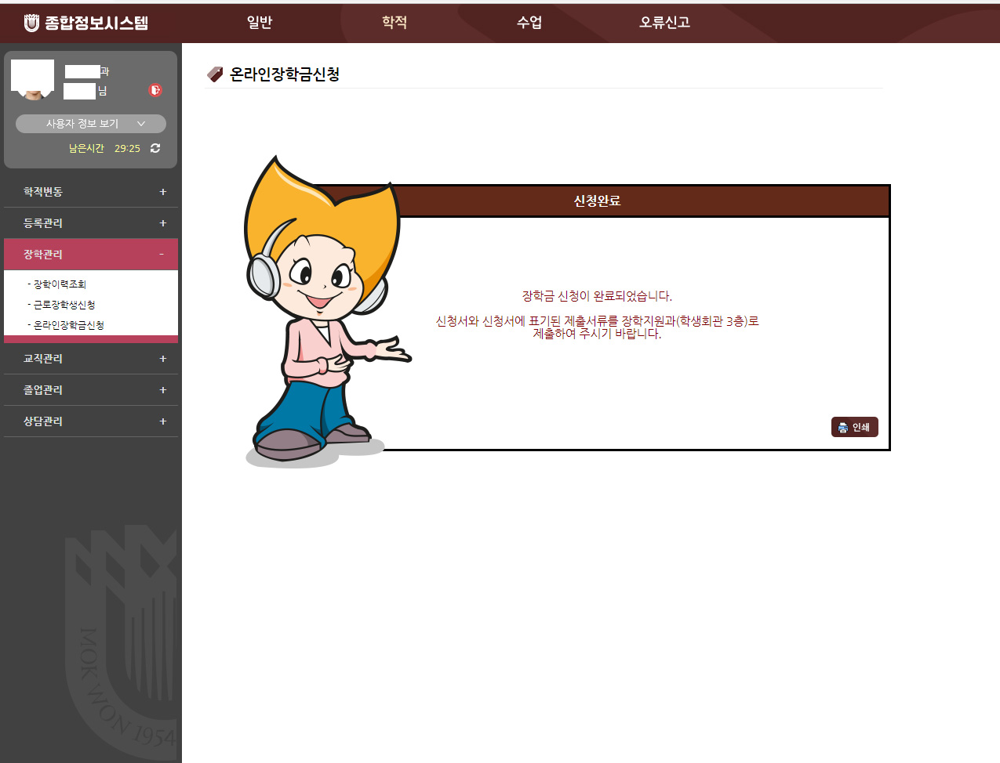 종합정보시스템
일반
학적
수업
오류신고
과
님
사용자 정보 보기
남은시간 29:25
학적변동 +
등록관리 +
장학관리 -
- 장학이력조회
- 근로장학생신청
- 온라인장학금신청
교직관리 +
졸업관리 +
상담관리 +
MOK WON 1954
온라인장학금신청
신청완료
장학금 신청이 완료되었습니다.
신청서와 신청서에 표기된 제출서류를 장학지원과(학생회관 3층)로
제출하여 주시기 바랍니다.
인쇄